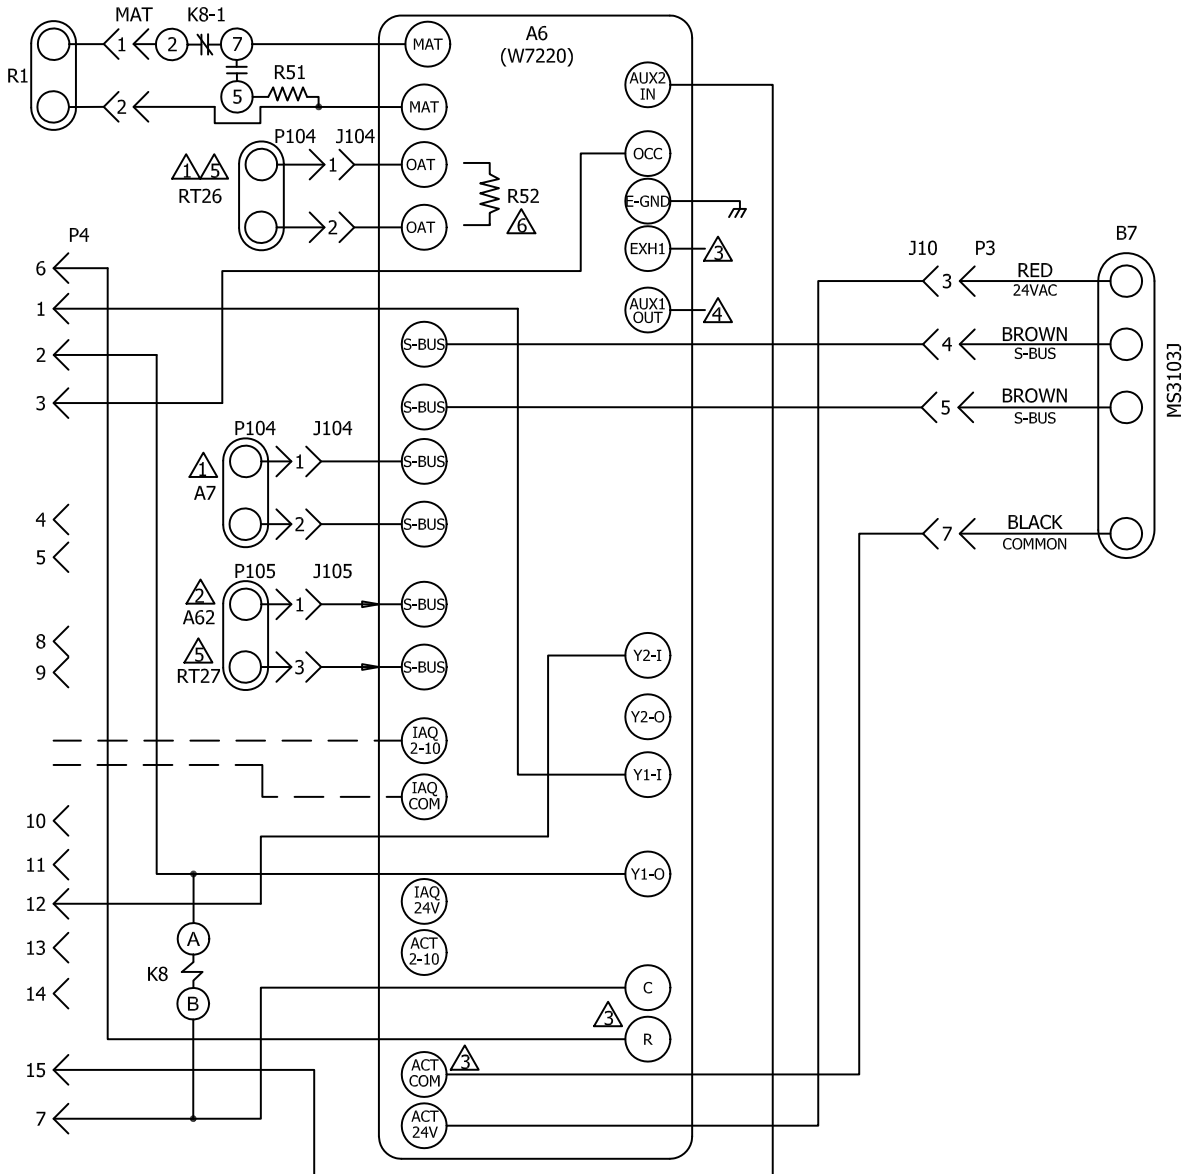 MAT K8-1
R1
1
2
7
MAT
A6
(W7220)
AUX2
IN
R51
5
2
MAT
P104 J104
1 5
RT26
1
OAT
2
OAT
R52
6
OCC
E-GND
EXH1
3
AUX1
OUT
4
P4
6
1
2
3
4
5
8
9
10
11
12
13
14
15
7
S-BUS
S-BUS
P104 J104
1
A7
1
S-BUS
2
S-BUS
P105 J105
2
A62
1
S-BUS
5
RT27
3
S-BUS
IAQ
2-10
IAQ
COM
IAQ
24V
ACT
2-10
ACT
COM
3
ACT
24V
Y2-I
Y2-O
Y1-I
Y1-O
C
3
R
A
K8
B
J10 P3 B7
3
RED
24VAC
4
BROWN
S-BUS
5
BROWN
S-BUS
7
BLACK
COMMON
MS3103J